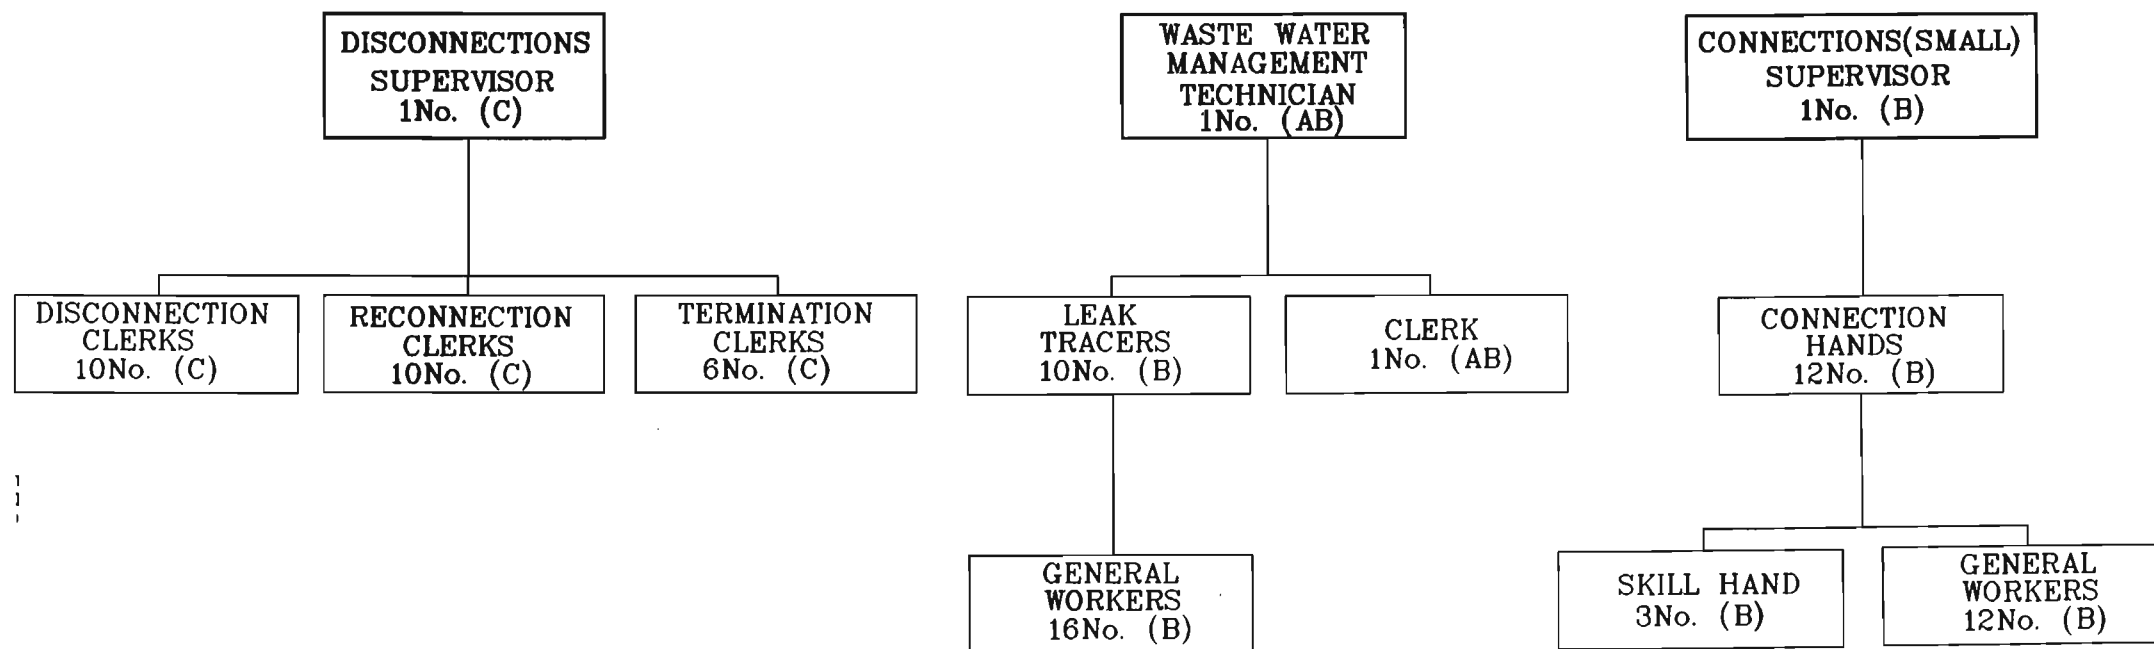 DISCONNECTIONS
SUPERVISOR
1No. (C)
WASTE WATER
MANAGEMENT
TECHNICIAN
1No. (AB)
CONNECTIONS(SMALL)
SUPERVISOR
1No. (B)
DISCONNECTION
CLERKS
10No. (C)
RECONNECTION
CLERKS
10No. (C)
TERMINATION
CLERKS
6No. (C)
LEAK
TRACERS
10No. (B)
CLERK
1No. (AB)
CONNECTION
HANDS
12No. (B)
GENERAL
WORKERS
16No. (B)
SKILL HAND
3No. (B)
GENERAL
WORKERS
12No. (B)